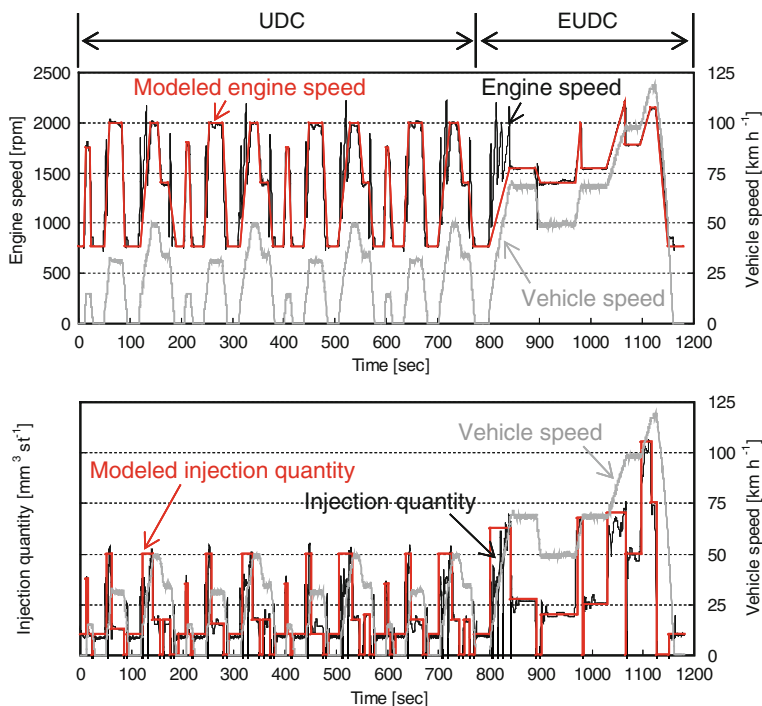 UDC EUDC
2500 125
Modeled engine speed Engine speed
2000 100
1500 75
1000 50
500 25
Vehicle speed
0 0
Engine speed [rpm]
Vehicle speed [km h⁻¹]
0 100 200 300 400 500 600 700 800 900 1000 1100 1200
Time [sec]
125
Vehicle speed
100
Modeled injection quantity
75
Injection quantity
50
25
0
Injection quantity [mm³ st⁻¹]
Vehicle speed [km h⁻¹]
0 100 200 300 400 500 600 700 800 900 1000 1100 1200
Time [sec]